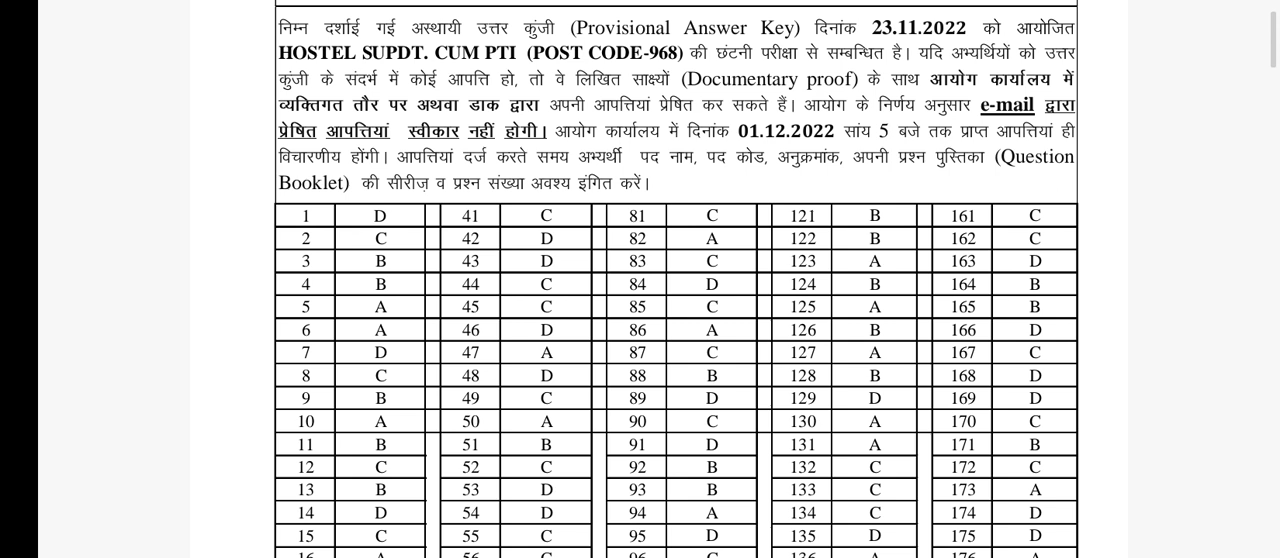 निम्न दर्शाई गई अस्थायी उत्तर कुंजी (Provisional Answer Key) दिनांक 23.11.2022 को आयोजित
HOSTEL SUPDT. CUM PTI (POST CODE-968) की छंटनी परीक्षा से सम्बन्धित है। यदि अभ्यर्थियों को उत्तर
कुंजी के संदर्भ में कोई आपत्ति हो, तो वे लिखित साक्ष्यों (Documentary proof) के साथ आयोग कार्यालय में
व्यक्तिगत तौर पर अथवा डाक द्वारा अपनी आपत्तियां प्रेषित कर सकते हैं। आयोग के निर्णय अनुसार e-mail द्वारा
प्रेषित आपत्तियां स्वीकार नहीं होगी। आयोग कार्यालय में दिनांक 01.12.2022 सांय 5 बजे तक प्राप्त आपत्तियां ही
विचारणीय होंगी। आपत्तियां दर्ज करते समय अभ्यर्थी पद नाम, पद कोड, अनुक्रमांक, अपनी प्रश्न पुस्तिका (Question
Booklet) की सीरीज़ व प्रश्न संख्या अवश्य इंगित करें।
1 D 41 C 81 C 121 B 161 C
2 C 42 D 82 A 122 B 162 C
3 B 43 D 83 C 123 A 163 D
4 B 44 C 84 D 124 B 164 B
5 A 45 C 85 C 125 A 165 B
6 A 46 D 86 A 126 B 166 D
7 D 47 A 87 C 127 A 167 C
8 C 48 D 88 B 128 B 168 D
9 B 49 C 89 D 129 D 169 D
10 A 50 A 90 C 130 A 170 C
11 B 51 B 91 D 131 A 171 B
12 C 52 C 92 B 132 C 172 C
13 B 53 D 93 B 133 C 173 A
14 D 54 D 94 A 134 C 174 D
15 C 55 C 95 D 135 D 175 D